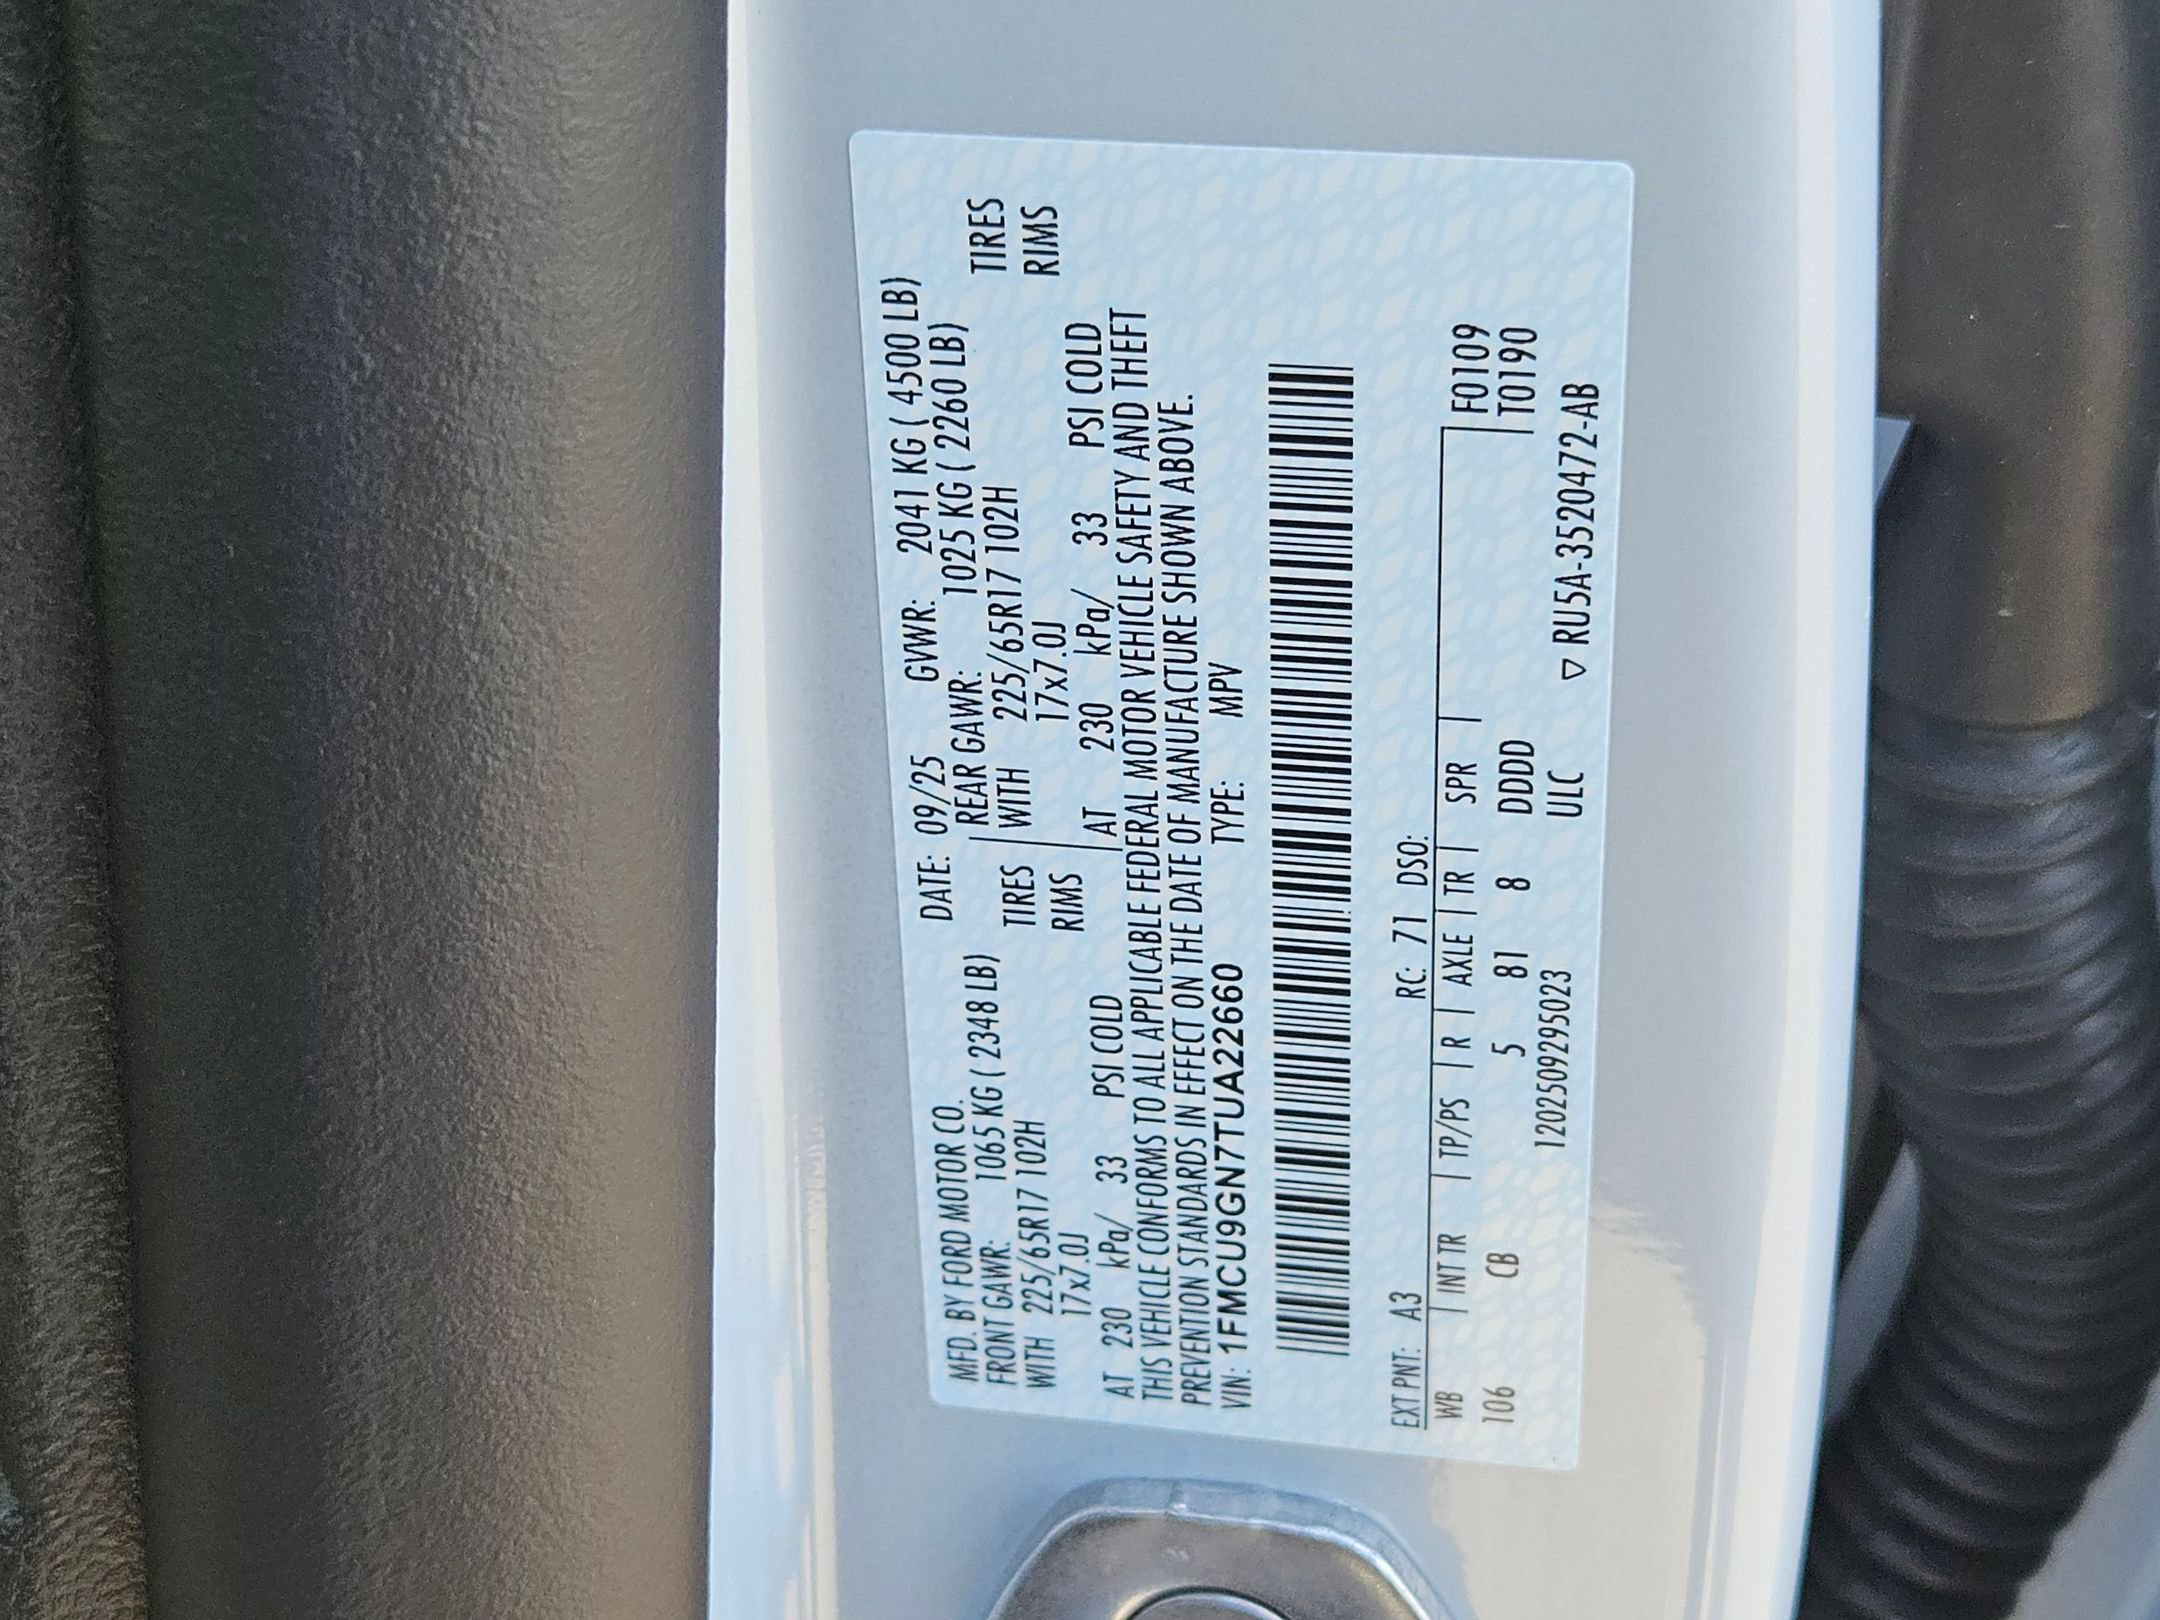 MFD. BY FORD MOTOR CO. DATE: 09/25 GVWR: 2041 KG ( 4500 LB)
FRONT GAWR: 1065 KG ( 2348 LB) REAR GAWR: 1025 KG ( 2260 LB)
WITH 225/65R17 102H TIRES WITH 225/65R17 102H TIRES
17x7.0J RIMS 17x7.0J RIMS
AT 230 kPa/ 33 PSI COLD AT 230 kPa/ 33 PSI COLD
THIS VEHICLE CONFORMS TO ALL APPLICABLE FEDERAL MOTOR VEHICLE SAFETY AND THEFT
PREVENTION STANDARDS IN EFFECT ON THE DATE OF MANUFACTURE SHOWN ABOVE.
VIN: 1FMCU9GN7TUA22660 TYPE: MPV
EXT PNT: A3 RC: 71 DSO:
WB | INT TR | TP/PS | R | AXLE | TR | SPR | F0109
106 CB 5 81 8 DDDD T0190
1202509295023 ULC ▽ RU5A-3520472-AB